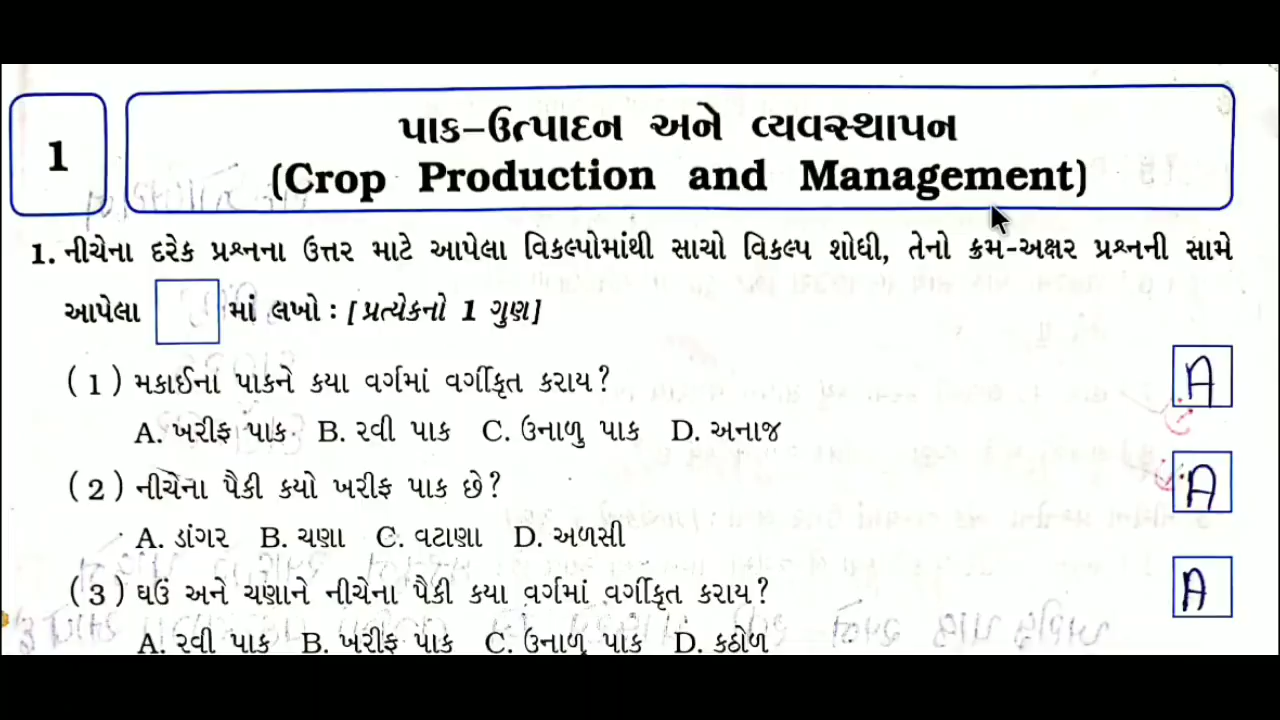 1
પાક-ઉત્પાદન અને વ્યવસ્થાપન
(Crop Production and Management)
1. નીચેના દરેક પ્રશ્નના ઉત્તર માટે આપેલા વિકલ્પોમાંથી સાચો વિકલ્પ શોધી, તેનો ક્રમ-અક્ષર પ્રશ્નની સામે
આપેલા માં લખો : [પ્રત્યેકનો 1 ગુણ]
(1) મકાઈના પાકને કયા વર્ગમાં વર્ગીકૃત કરાય? A
A. ખરીફ પાક B. રવી પાક C. ઉનાળુ પાક D. અનાજ
(2) નીચેના પૈકી કયો ખરીફ પાક છે? A
A. ડાંગર B. ચણા C. વટાણા D. અળસી
(3) ઘઉં અને ચણાને નીચેના પૈકી કયા વર્ગમાં વર્ગીકૃત કરાય? A
A. રવી પાક B. ખરીફ પાક C. ઉનાળુ પાક D. કઠોળ